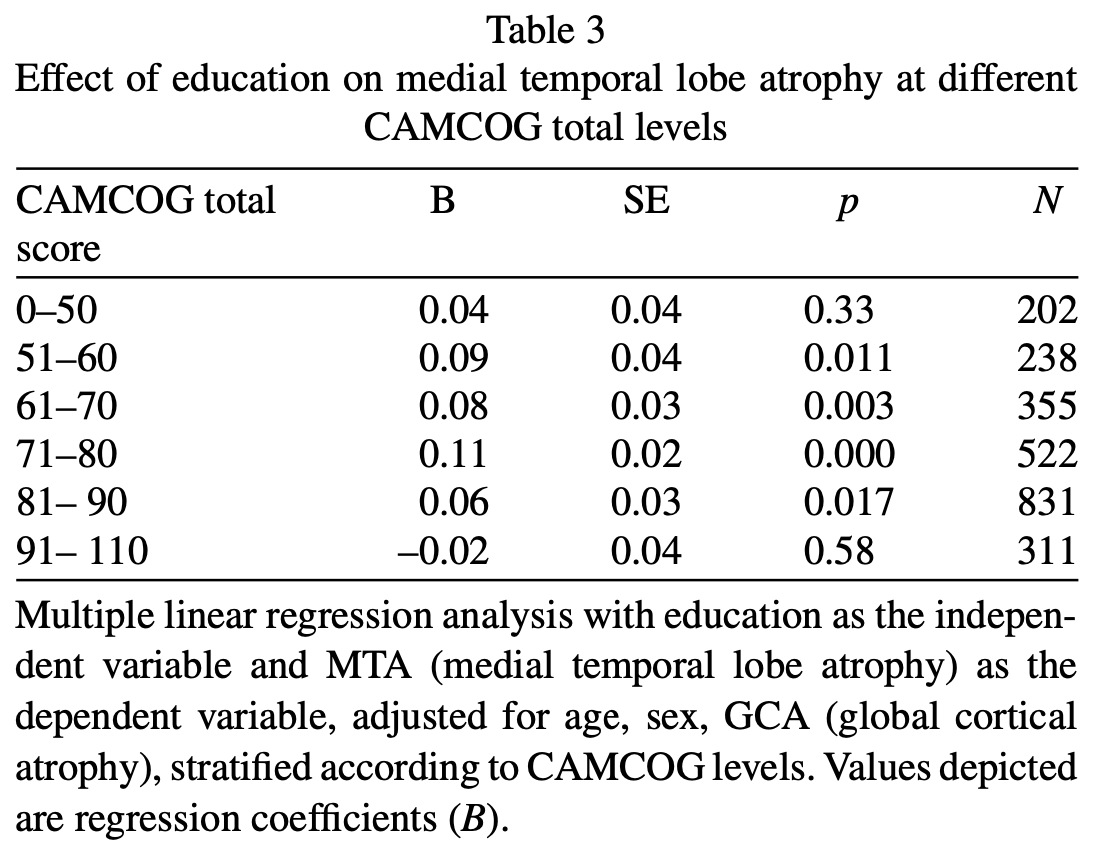 Table 3
Effect of education on medial temporal lobe atrophy at different
CAMCOG total levels
CAMCOG total score B SE p N
0–50 0.04 0.04 0.33 202
51–60 0.09 0.04 0.011 238
61–70 0.08 0.03 0.003 355
71–80 0.11 0.02 0.000 522
81– 90 0.06 0.03 0.017 831
91– 110 –0.02 0.04 0.58 311
Multiple linear regression analysis with education as the indepen-
dent variable and MTA (medial temporal lobe atrophy) as the
dependent variable, adjusted for age, sex, GCA (global cortical
atrophy), stratified according to CAMCOG levels. Values depicted
are regression coefficients (B).